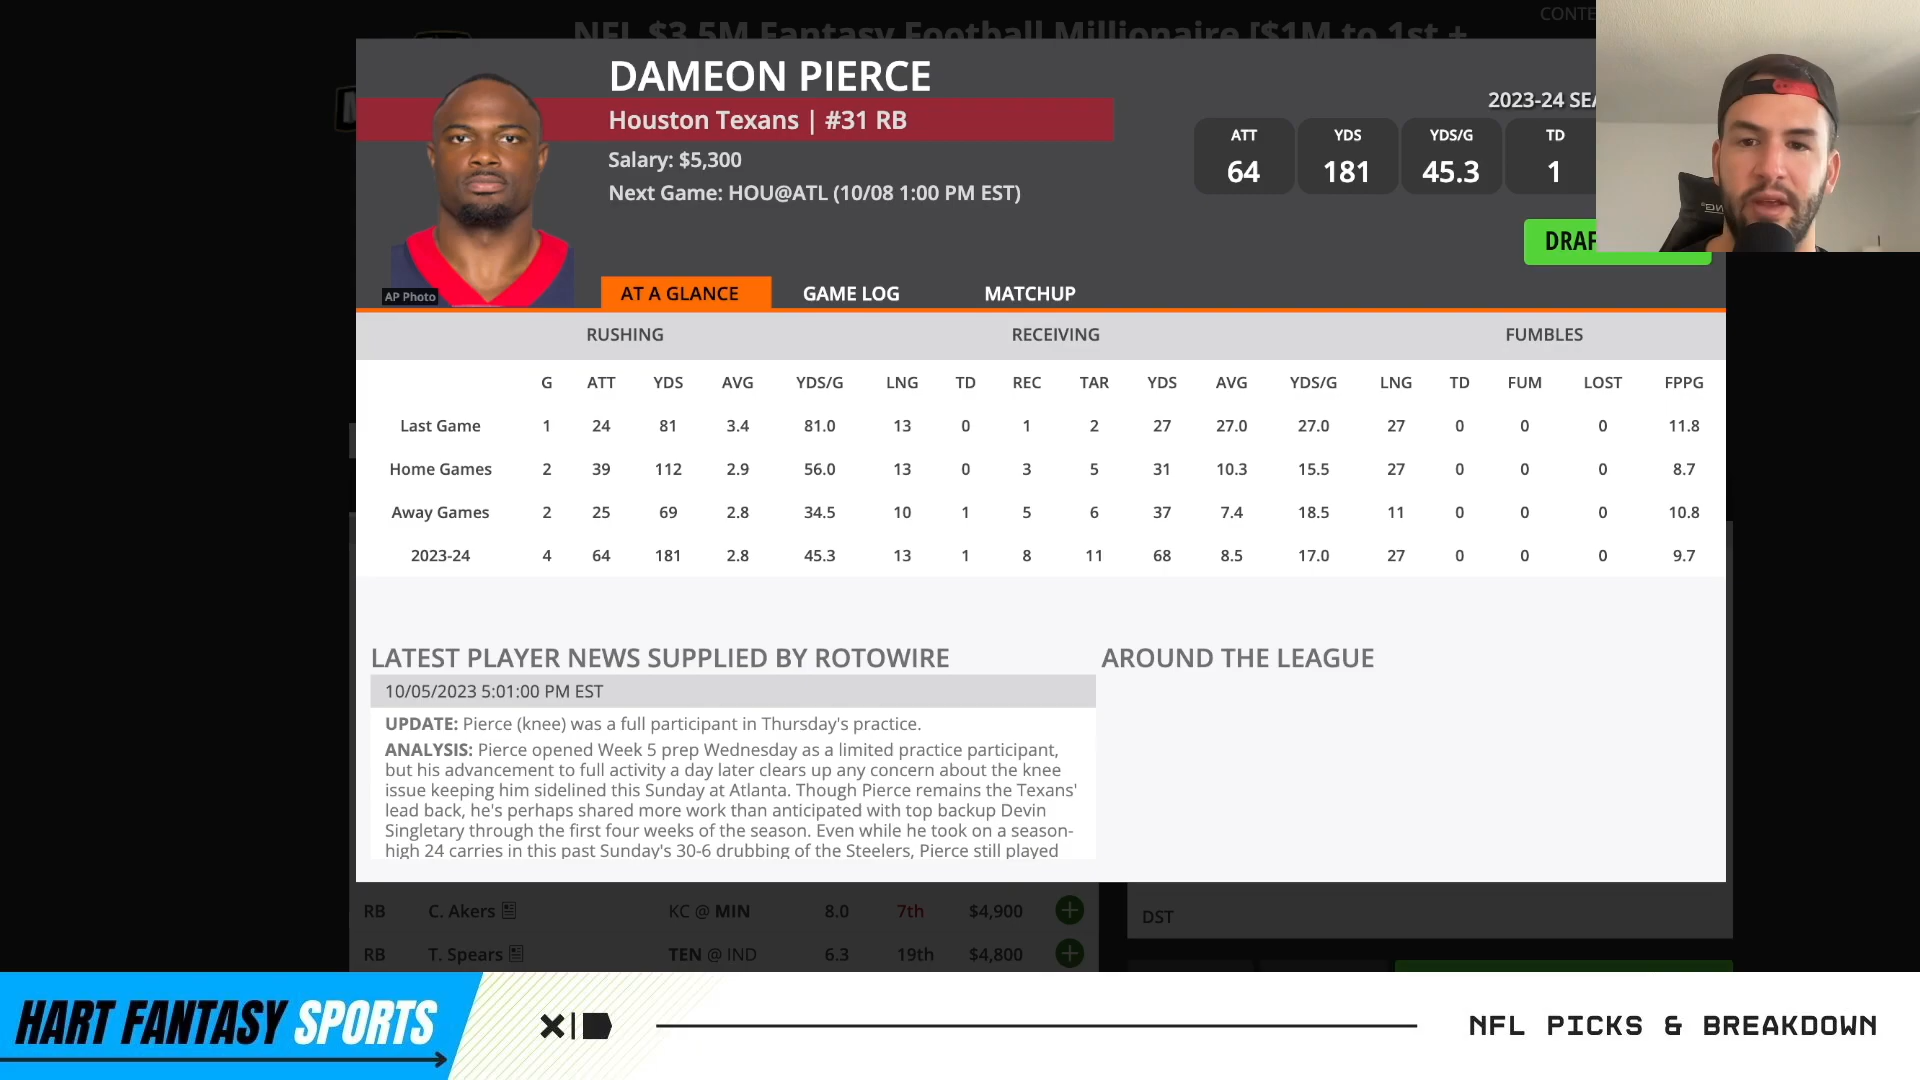 NFL $3.5M Fantasy Football Millionaire [$1M to 1st +
CONTE
DAMEON PIERCE
Houston Texans | #31 RB
Salary: $5,300
Next Game: HOU@ATL (10/08 1:00 PM EST)
2023-24 SEA
ATT YDS YDS/G TD
64 181 45.3 1
DRAF
AP Photo
AT A GLANCE GAME LOG MATCHUP
RUSHING RECEIVING FUMBLES
G ATT YDS AVG YDS/G LNG TD REC TAR YDS AVG YDS/G LNG TD FUM LOST FPPG
Last Game 1 24 81 3.4 81.0 13 0 1 2 27 27.0 27.0 27 0 0 0 11.8
Home Games 2 39 112 2.9 56.0 13 0 3 5 31 10.3 15.5 27 0 0 0 8.7
Away Games 2 25 69 2.8 34.5 10 1 5 6 37 7.4 18.5 11 0 0 0 10.8
2023-24 4 64 181 2.8 45.3 13 1 8 11 68 8.5 17.0 27 0 0 0 9.7
LATEST PLAYER NEWS SUPPLIED BY ROTOWIRE
AROUND THE LEAGUE
10/05/2023 5:01:00 PM EST
UPDATE: Pierce (knee) was a full participant in Thursday's practice.
ANALYSIS: Pierce opened Week 5 prep Wednesday as a limited practice participant,
but his advancement to full activity a day later clears up any concern about the knee
issue keeping him sidelined this Sunday at Atlanta. Though Pierce remains the Texans'
lead back, he's perhaps shared more work than anticipated with top backup Devin
Singletary through the first four weeks of the season. Even while he took on a season-
high 24 carries in this past Sunday's 30-6 drubbing of the Steelers, Pierce still played
RB C. Akers KC @ MIN 8.0 7th $4,900
DST
RB T. Spears TEN @ IND 6.3 19th $4,800
HART FANTASY SPORTS
NFL PICKS & BREAKDOWN